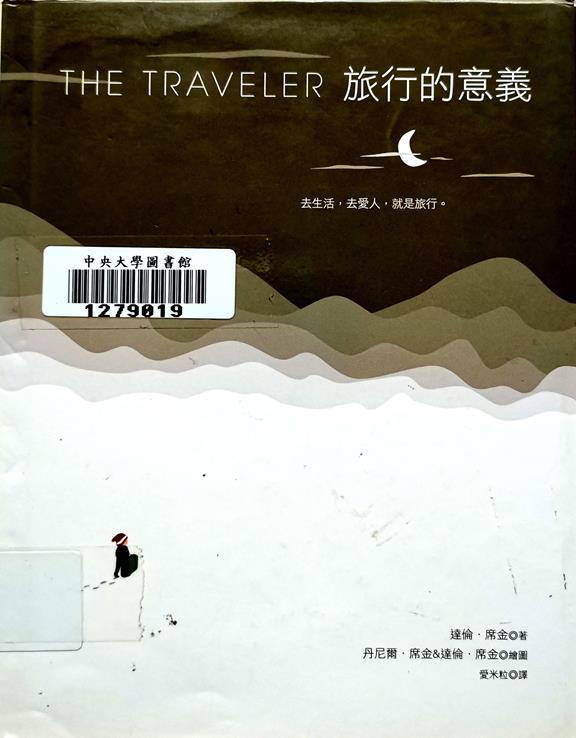 THE TRAVELER 旅行的意義
去生活，去愛人，就是旅行。
中央大學圖書館
1279019
達倫・席金◎著
丹尼爾・席金&達倫・席金◎繪圖
愛米粒◎譯